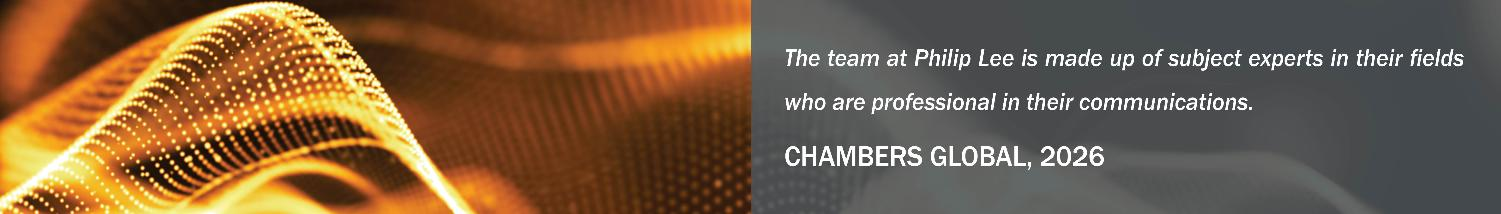 The team at Philip Lee is made up of subject experts in their fields
who are professional in their communications.
CHAMBERS GLOBAL, 2026